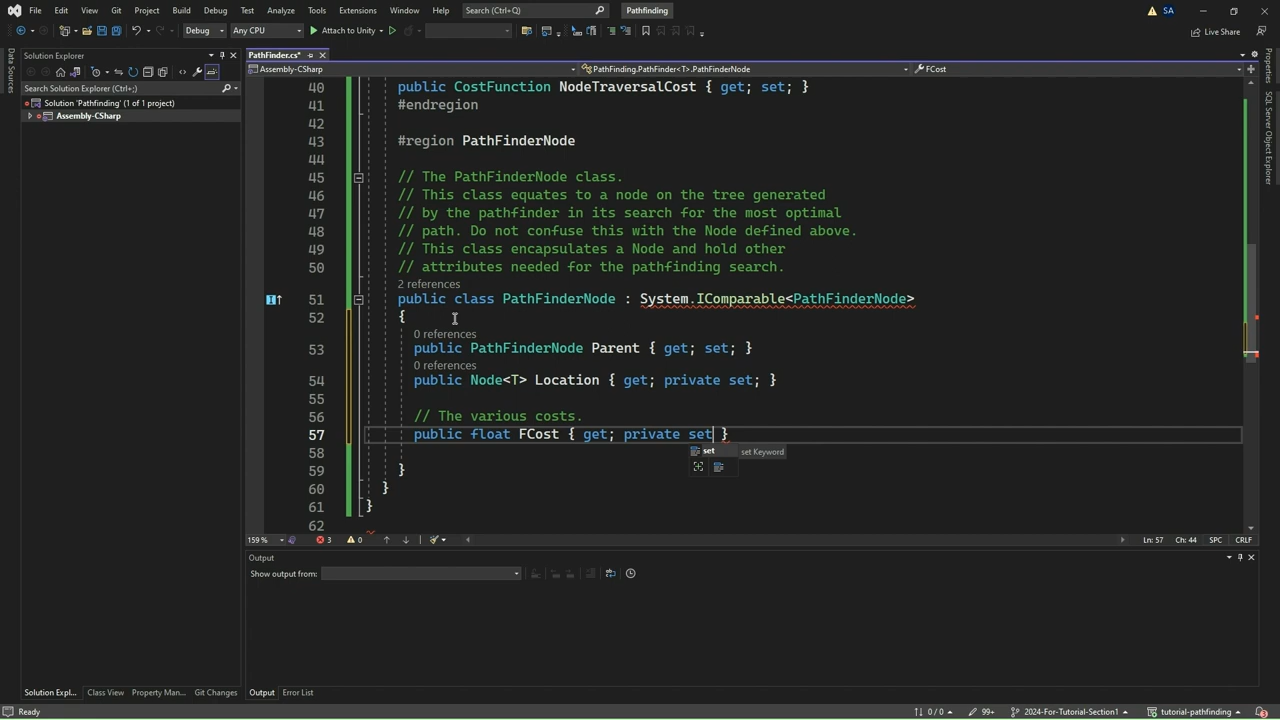 File Edit View Git Project Build Debug Test Analyze Tools Extensions Window Help Search (Ctrl+Q) Pathfinding SA
Debug Any CPU Attach to Unity Live Share
Data Sources
Solution Explorer
Search Solution Explorer (Ctrl+;)
Solution 'Pathfinding' (1 of 1 project)
Assembly-CSharp
PathFinder.cs*
Assembly-CSharp PathFinding.PathFinder<T>.PathFinderNode FCost
40 public CostFunction NodeTraversalCost { get; set; }
41 #endregion
42
43 #region PathFinderNode
44
45 // The PathFinderNode class.
46 // This class equates to a node on the tree generated
47 // by the pathfinder in its search for the most optimal
48 // path. Do not confuse this with the Node defined above.
49 // This class encapsulates a Node and hold other
50 // attributes needed for the pathfinding search.
2 references
51 public class PathFinderNode : System.IComparable<PathFinderNode>
52 {
0 references
53 public PathFinderNode Parent { get; set; }
0 references
54 public Node<T> Location { get; private set; }
55
56 // The various costs.
57 public float FCost { get; private set }
set set Keyword
58
59 }
60 }
61 }
62
159 % 3 0 Ln: 57 Ch: 44 SPC CRLF
Output
Show output from:
Properties
SQL Server Object Explorer
Solution Expl... Class View Property Man... Git Changes Output Error List
Ready 0 / 0 99+ 2024-For-Tutorial-Section1 tutorial-pathfinding 3